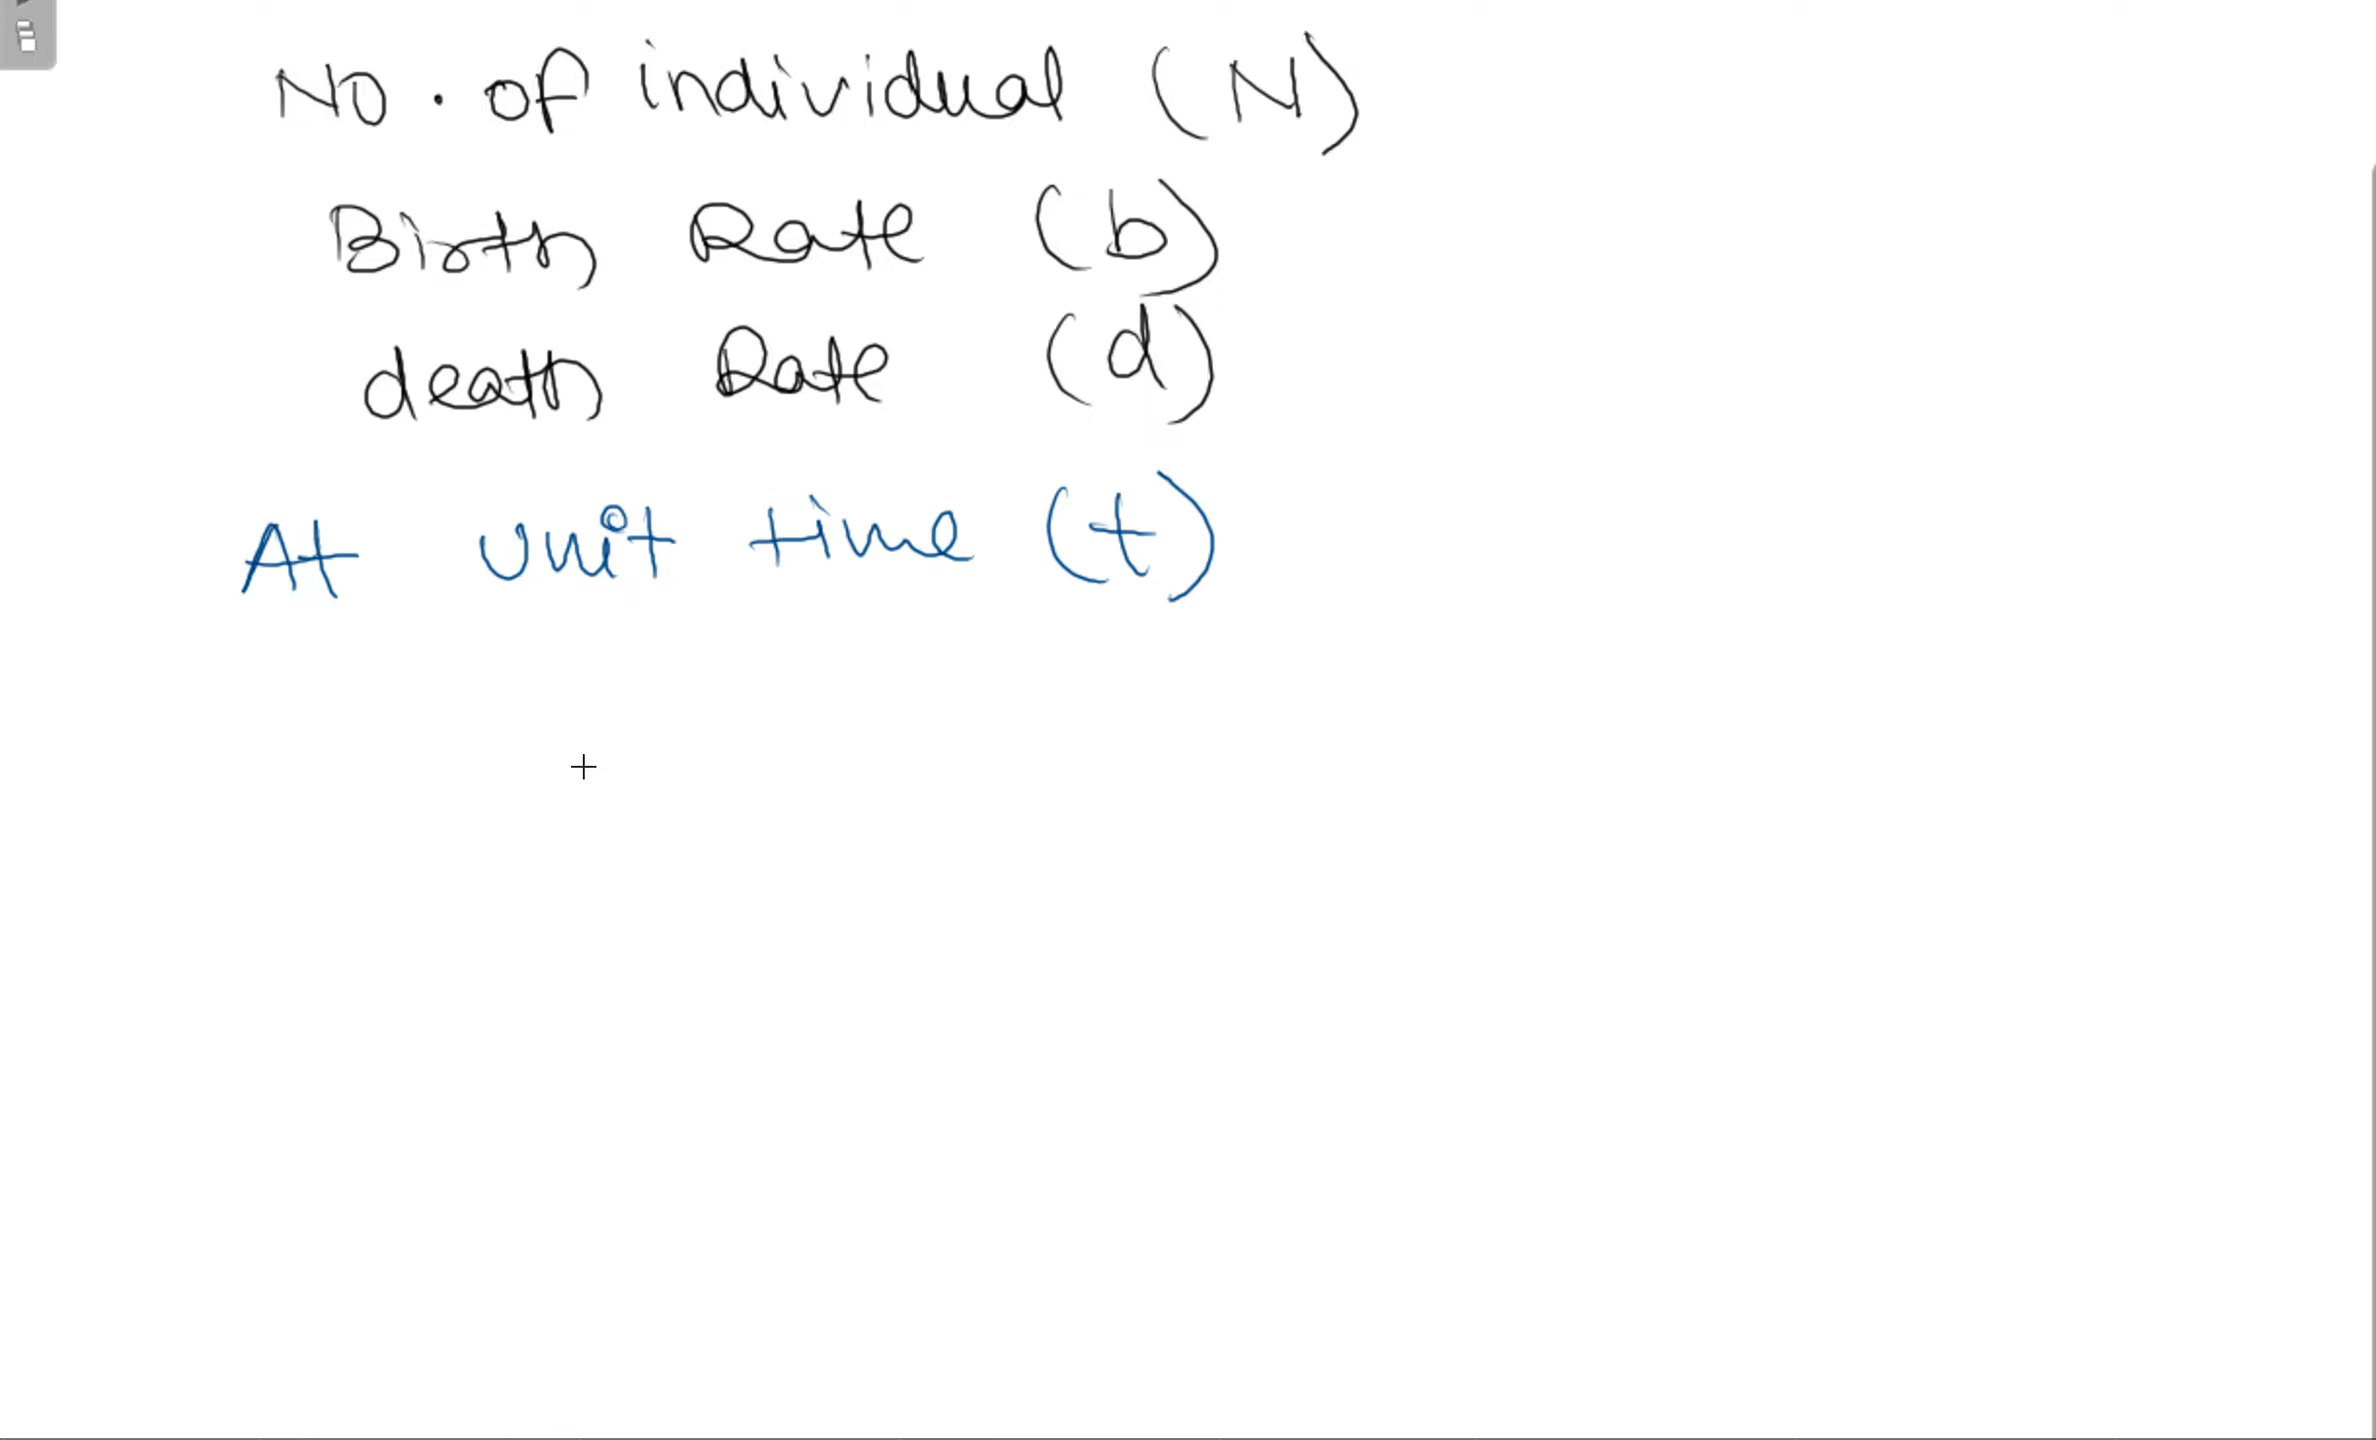 No. of individual (N)
Birth Rate (b)
death Rate (d)
At unit time (t)